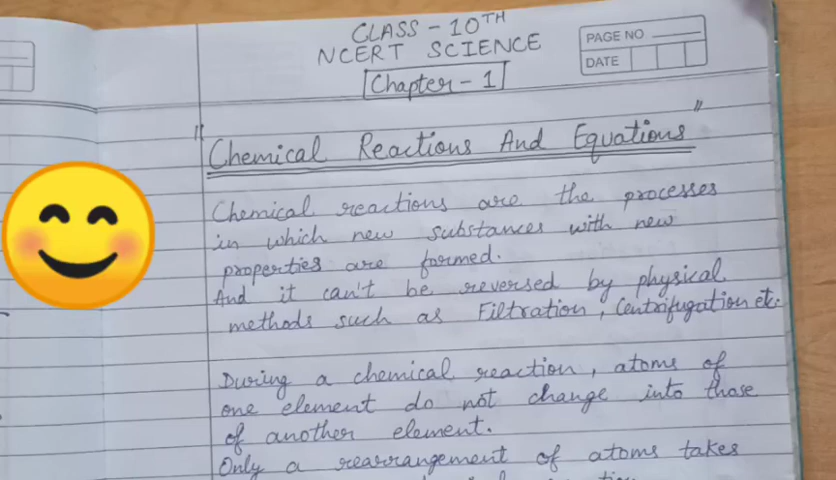 CLASS - 10TH
NCERT SCIENCE
Chapter - 1
PAGE NO
DATE
"Chemical Reactions And Equations"
Chemical reactions are the processes
in which new substances with new
properties are formed.
And it can't be reversed by physical
methods such as Filtration, Centrifugation etc.
During a chemical reaction, atoms of
one element do not change into those
of another element.
Only a rearrangement of atoms takes